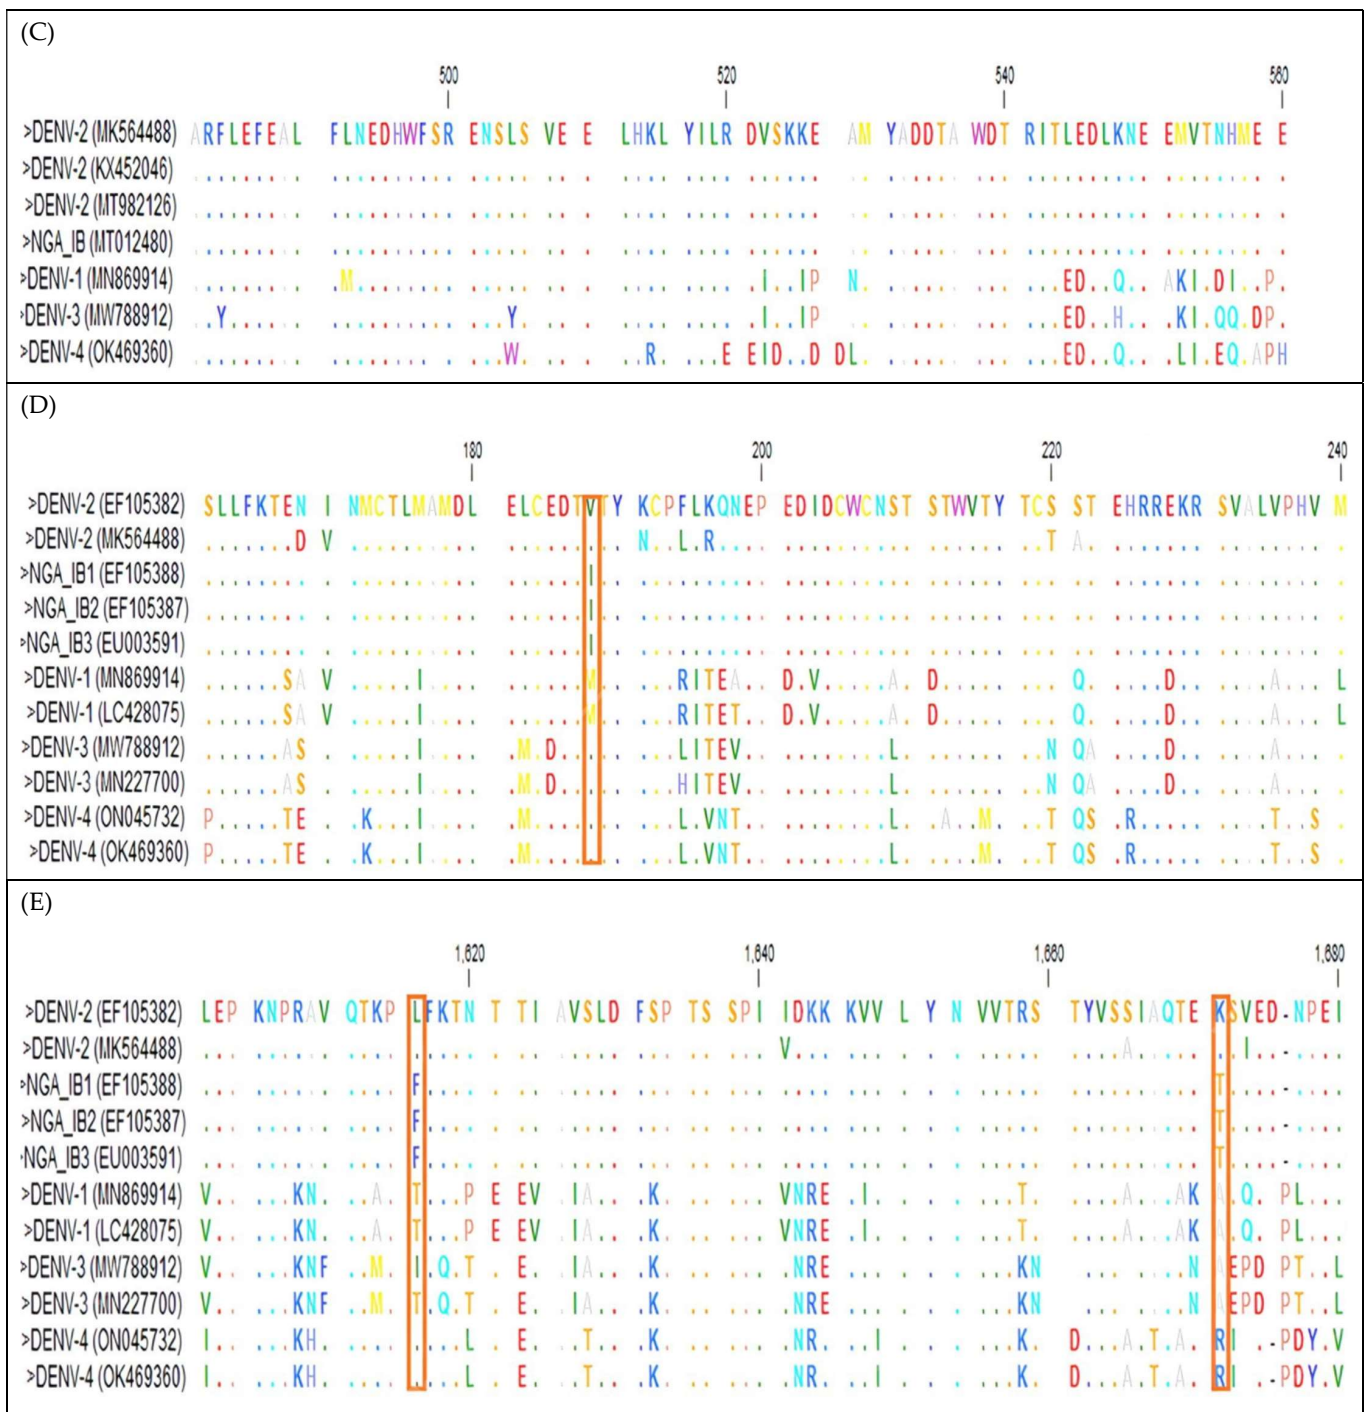 (C)
500 520 540 560
>DENV-2 (MK564488) ARFLEFEAL FLNEDHWFSR ENSLS VE E LHKL YILR DVSKKE AM YADDTA WDT RITLEDLKNE EMVTNHME E
>DENV-2 (KX452046) ......... .......... ..... .. . .... .... ...... .. ...... ... .......... ........ .
>DENV-2 (MT982126) ......... .......... ..... .. . .... .... ...... .. ...... ... .......... ........ .
>NGA_IB (MT012480) ......... .......... ..... .. . .... .... ...... .. ...... ... .......... ........ .
>DENV-1 (MN869914) ......... .M........ ..... .. . .... .... .I..IP N. ...... ... ...ED..Q.. AKI.DI..P.
>DENV-3 (MW788912) ..Y...... .......... ..Y.. .. . .... .... .I..IP .. ...... ... ...ED..H.. .KI.QQ.DP.
>DENV-4 (OK469360) ......... .......... ..W.. .. . ..R. ...E EID..D DL ...... ... ...ED..Q.. .LI.EQ.APH
(D)
180 200 220 240
>DENV-2 (EF105382) SLLFKTEN I NMCTLMAMDL ELCEDTVTY KCPFLKQNEP EDIDCWCNST STWVTY TCS ST EHRREKR SVALVPHV M
>DENV-2 (MK564488) .......D V .......... ......... N..L.R.... .......... ...... ..T A. ....... ........ .
>NGA_IB1 (EF105388) ........ . .......... ......I.. .......... .......... ...... ... .. ....... ........ .
>NGA_IB2 (EF105387) ........ . .......... ......I.. .......... .......... ...... ... .. ....... ........ .
>NGA_IB3 (EU003591) ........ . .......... ......I.. .......... .......... ...... ... .. ....... ........ .
>DENV-1 (MN869914) ......SA V .....I.... ......M.. ...RITEA.. D.V.....A. D..... ... Q. ....D.. ....A... L
>DENV-1 (LC428075) ......SA V .....I.... ......M.. ...RITET.. D.V.....A. D..... ... Q. ....D.. ....A... L
>DENV-3 (MW788912) ......AS . .....I.... .M.D..... ...LITEV.. ........L. ...... ..N QA ....D.. ....A... .
>DENV-3 (MN227700) ......AS . .....I.... .M.D..... ...HITEV.. ........L. ...... ..N QA ....D.. ....A... .
>DENV-4 (ON045732) P.....TE . .K...I.... .M....... ...L.VNT.. ........L. .A..M. ..T QS .R..... ....T..S .
>DENV-4 (OK469360) P.....TE . .K...I.... .M....... ...L.VNT.. ........L. ....M. ..T QS .R..... ....T..S .
(E)
1,620 1,640 1,660 1,680
>DENV-2 (EF105382) LEP KNPRAV QTKP LFKTN T TI AVSLD FSP TS SPI IDKK KVV L Y N VVTRS TYVSSIAQTE KSVED-NPEI
>DENV-2 (MK564488) ... ...... .... ..... . .. ..... ... .. ... V... ... . . . ..... ....A..... ..I..-....
>NGA_IB1 (EF105388) ... ...... .... F.... . .. ..... ... .. ... .... ... . . . ..... .......... T....-....
>NGA_IB2 (EF105387) ... ...... .... F.... . .. ..... ... .. ... .... ... . . . ..... .......... T....-....
>NGA_IB3 (EU003591) ... ...... .... F.... . .. ..... ... .. ... .... ... . . . ..... .......... T....-....
>DENV-1 (MN869914) V.. ...KN. ..A. T...P E EV .IA.. .K. .. ... VNRE .I. . . . ...T. ....A...AK A.Q. PL...
>DENV-1 (LC428075) V.. ...KN. ..A. T...P E EV .IA.. .K. .. ... VNRE .I. . . . ...T. ....A...AK A.Q. PL...
>DENV-3 (MW788912) V.. ...KNF ..M. I.Q.T . E. .IA.. .K. .. ... .NRE ... . . . ...KN .........N AEPD PT..L
>DENV-3 (MN227700) V.. ...KNF ..M. T.Q.T . E. .IA.. .K. .. ... .NRE ... . . . ...KN .........N AEPD PT..L
>DENV-4 (ON045732) I.. ...KH. .... ....L . E. ..T.. .K. .. ... .NR. ..I . . . ...K. D...A.T.A. RI ..-PDY.V
>DENV-4 (OK469360) I.. ...KH. .... ....L . E. ..T.. .K. .. ... .NR. ..I . . . ...K. D...A.T.A. RI ..-PDY.V